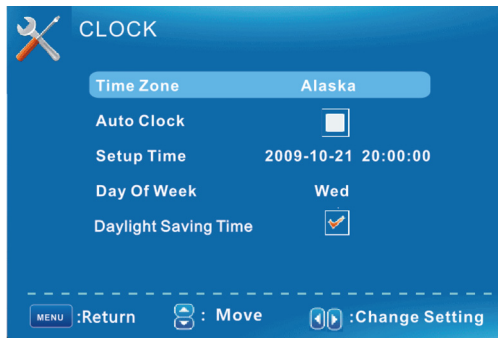 CLOCK
Time Zone Alaska
Auto Clock
Setup Time 2009-10-21 20:00:00
Day Of Week Wed
Daylight Saving Time
MENU :Return : Move :Change Setting